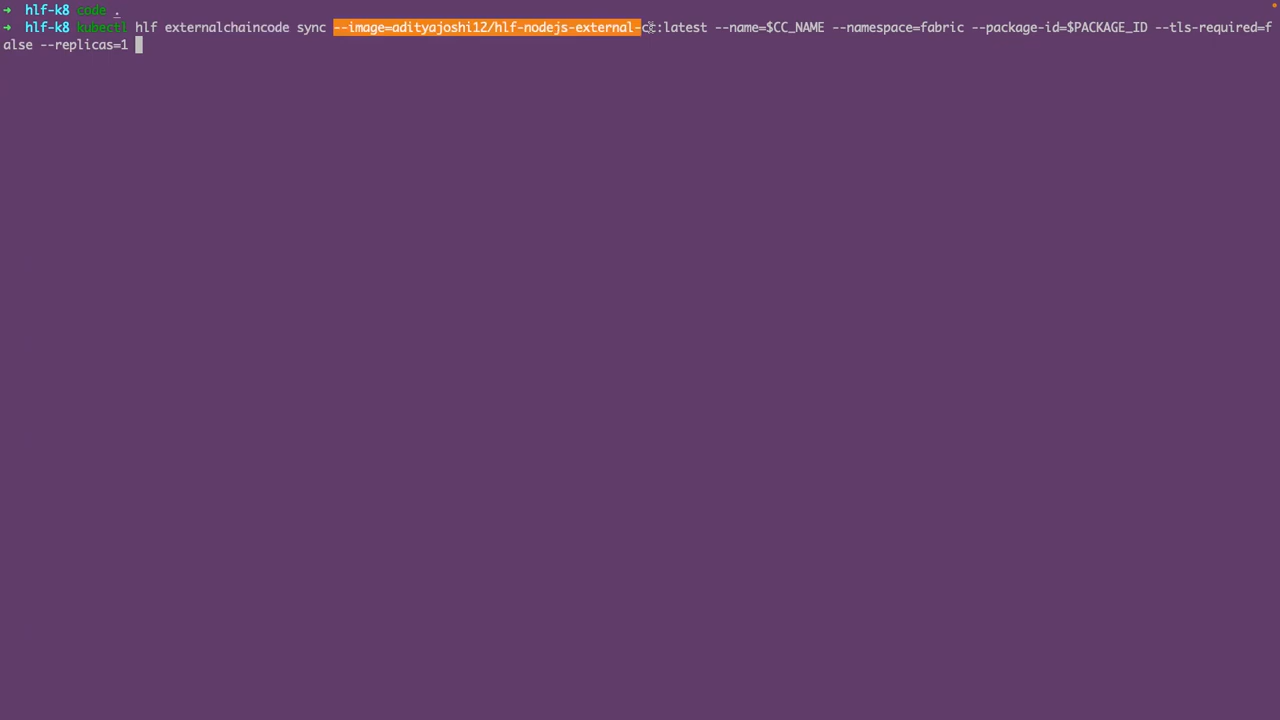 ➜ hlf-k8 code .
➜ hlf-k8 kubectl hlf externalchaincode sync --image=adityajoshi12/hlf-nodejs-external-cc:latest --name=$CC_NAME --namespace=fabric --package-id=$PACKAGE_ID --tls-required=f
alse --replicas=1